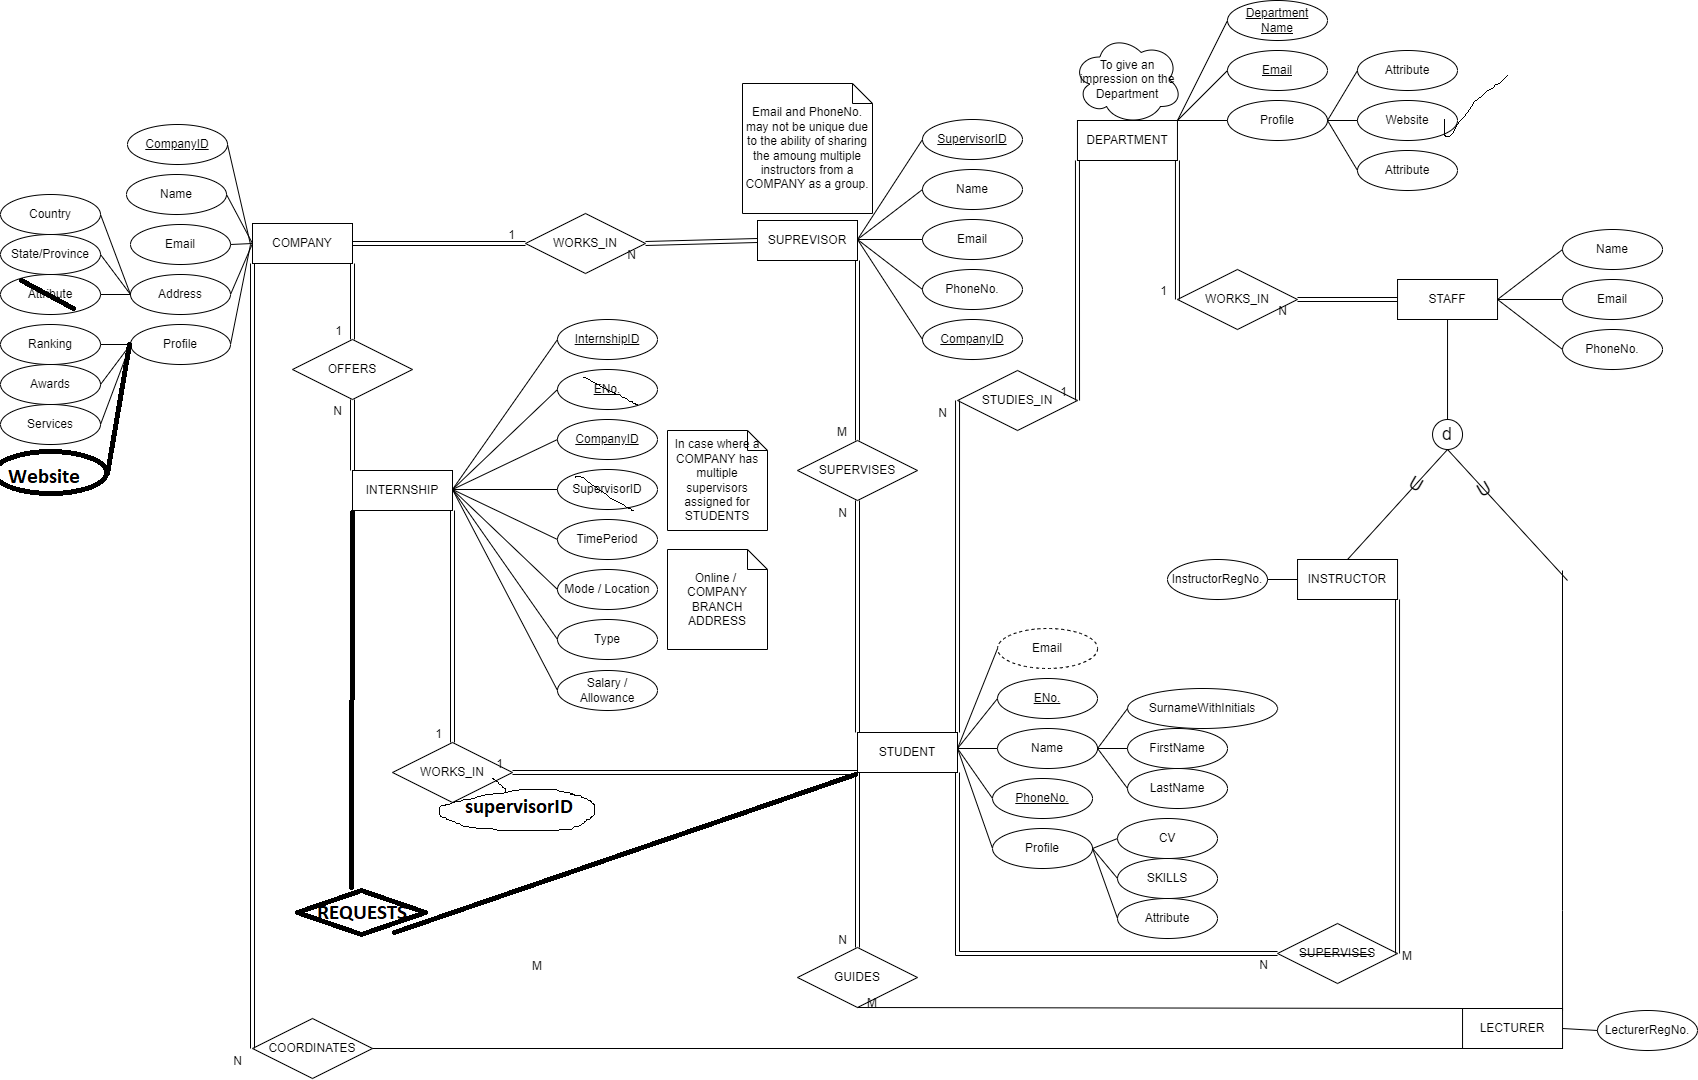 Department
Name
Email
Profile
Attribute
Website
Attribute
To give an
impression on the
Department
DEPARTMENT
Email and PhoneNo.
may not be unique due
to the ability of sharing
the amoung multiple
instructors from a
COMPANY as a group.
SupervisorID
Name
Email
PhoneNo.
CompanyID
SUPREVISOR
CompanyID
Name
Email
Address
Profile
Country
State/Province
Attribute
Ranking
Awards
Services
Website
COMPANY
1
WORKS_IN
N
1
OFFERS
N
1
WORKS_IN
N
STAFF
Name
Email
PhoneNo.
d
InternshipID
ENo.
CompanyID
SupervisorID
TimePeriod
Mode / Location
Type
Salary /
Allowance
INTERNSHIP
In case where a
COMPANY has
multiple
supervisors
assigned for
STUDENTS
Online /
COMPANY
BRANCH
ADDRESS
M
SUPERVISES
N
N
STUDIES_IN
1
InstructorRegNo.
INSTRUCTOR
Email
ENo.
Name
PhoneNo.
Profile
SurnameWithInitials
FirstName
LastName
CV
SKILLS
Attribute
STUDENT
1
WORKS_IN
1
supervisorID
REQUESTS
M
N
GUIDES
M
N
SUPERVISES
M
N
COORDINATES
LECTURER
LecturerRegNo.